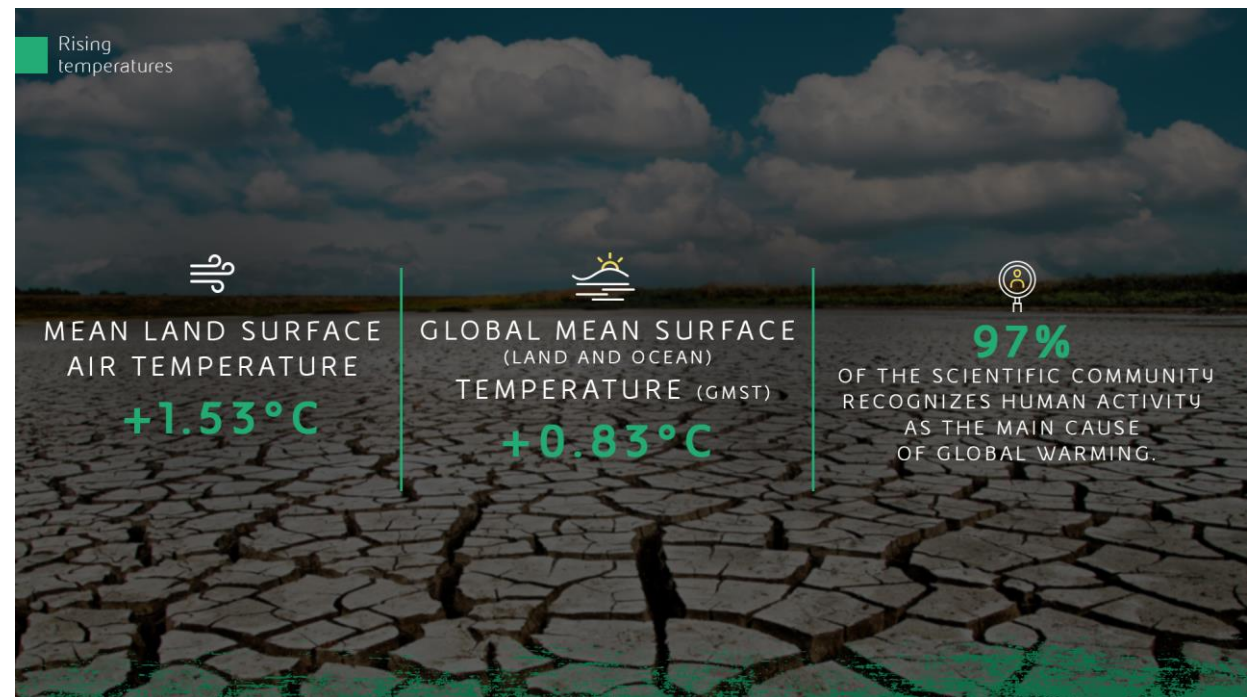 Rising
temperatures
MEAN LAND SURFACE
AIR TEMPERATURE
+1.53°C
GLOBAL MEAN SURFACE
(LAND AND OCEAN)
TEMPERATURE (GMST)
+0.83°C
97%
OF THE SCIENTIFIC COMMUNITY
RECOGNIZES HUMAN ACTIVITY
AS THE MAIN CAUSE
OF GLOBAL WARMING.